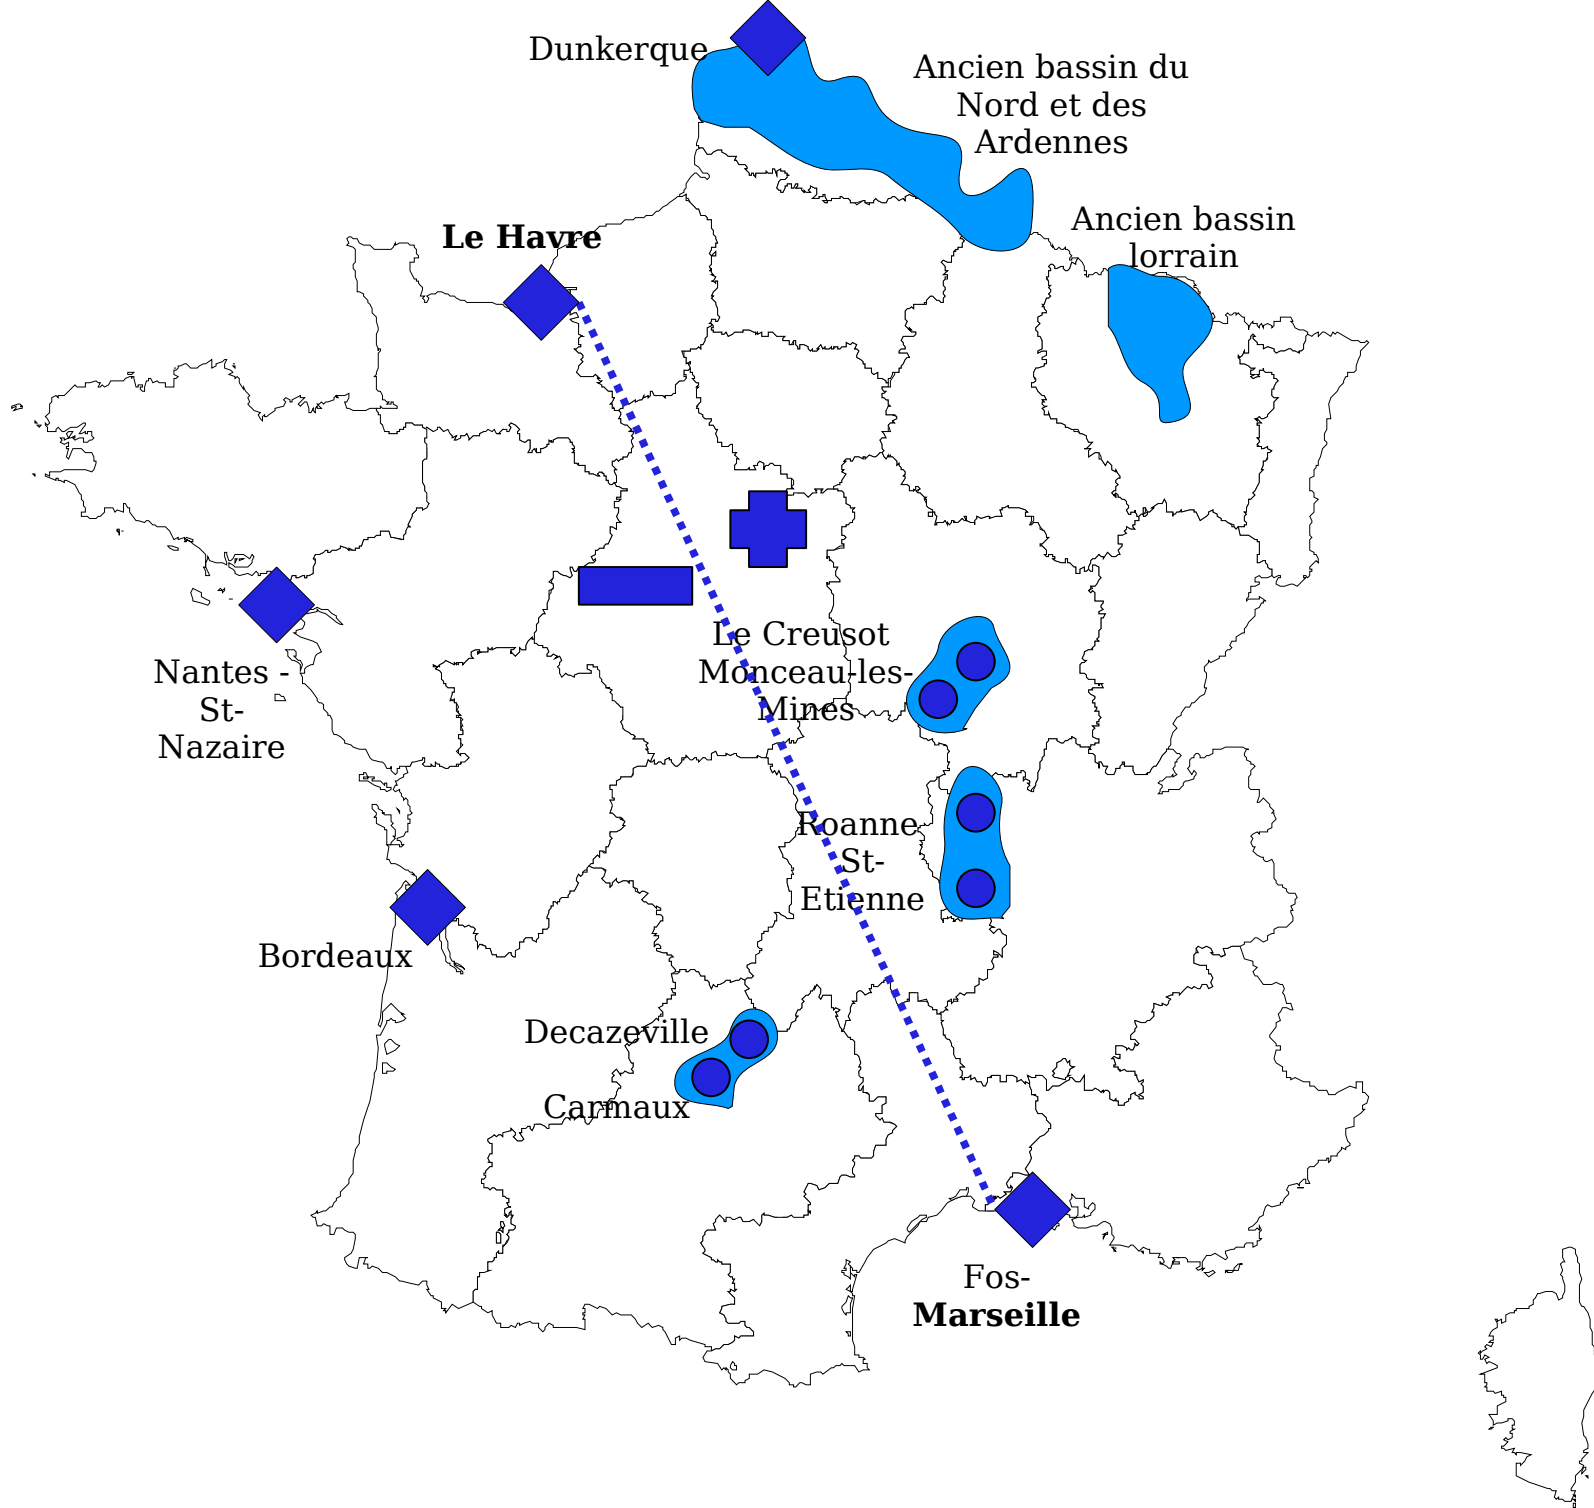 Dunkerque
Ancien bassin du
Nord et des
Ardennes
Ancien bassin
lorrain
Le Havre
Le Creusot
Monceau-les-
Mines
Nantes -
St-
Nazaire
Roanne
St-
Etienne
Bordeaux
Decazeville
Carmaux
Fos-
Marseille